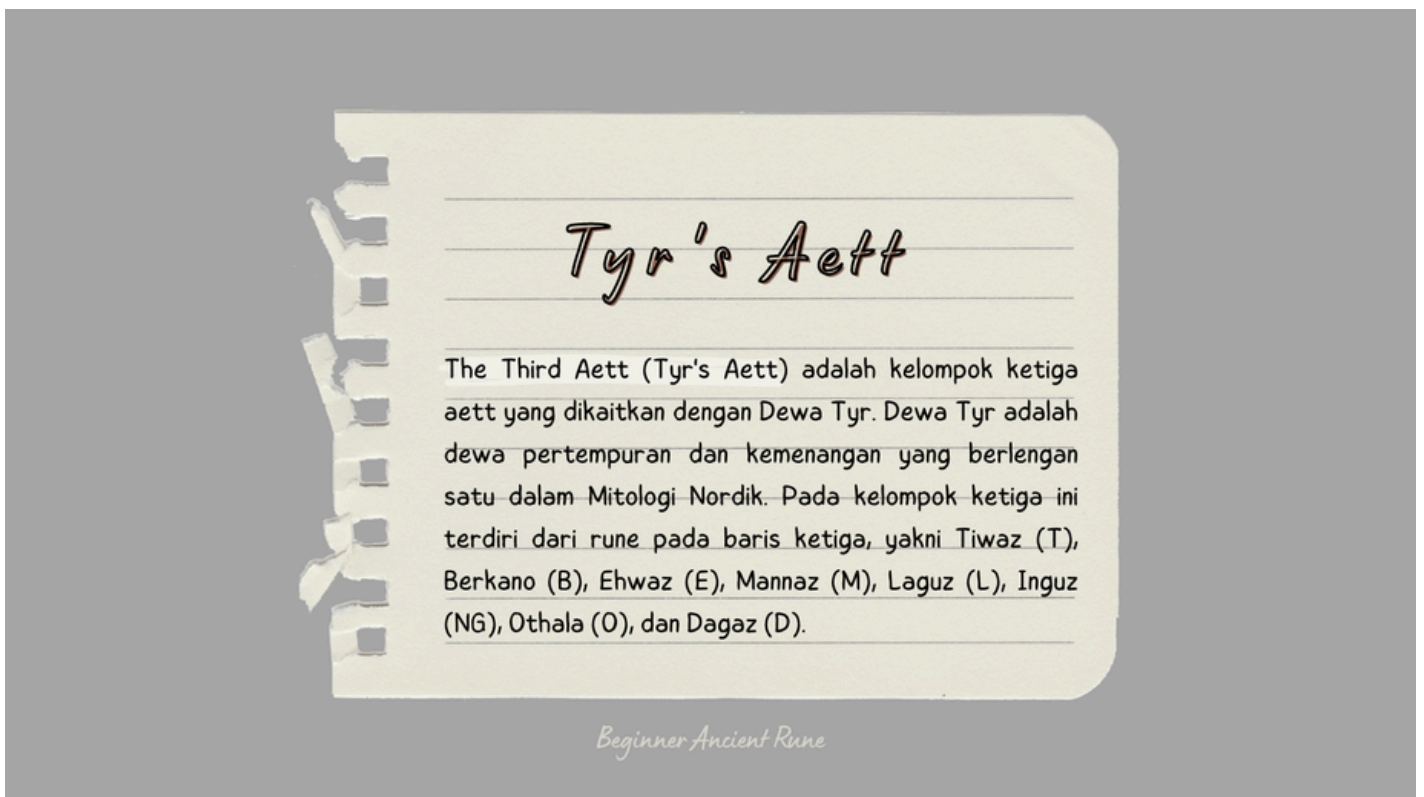 Tyr's Aett
The Third Aett (Tyr's Aett) adalah kelompok ketiga
aett yang dikaitkan dengan Dewa Tyr. Dewa Tyr adalah
dewa pertempuran dan kemenangan yang berlengan
satu dalam Mitologi Nordik. Pada kelompok ketiga ini
terdiri dari rune pada baris ketiga, yakni Tiwaz (T),
Berkano (B), Ehwaz (E), Mannaz (M), Laguz (L), Inguz
(NG), Othala (O), dan Dagaz (D).
Beginner Ancient Rune